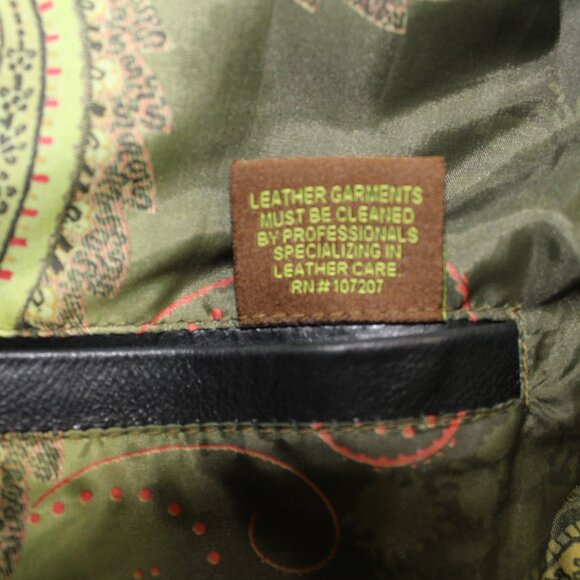 LEATHER GARMENTS
MUST BE CLEANED
BY PROFESSIONALS
SPECIALIZING IN
LEATHER CARE.
RN #107207